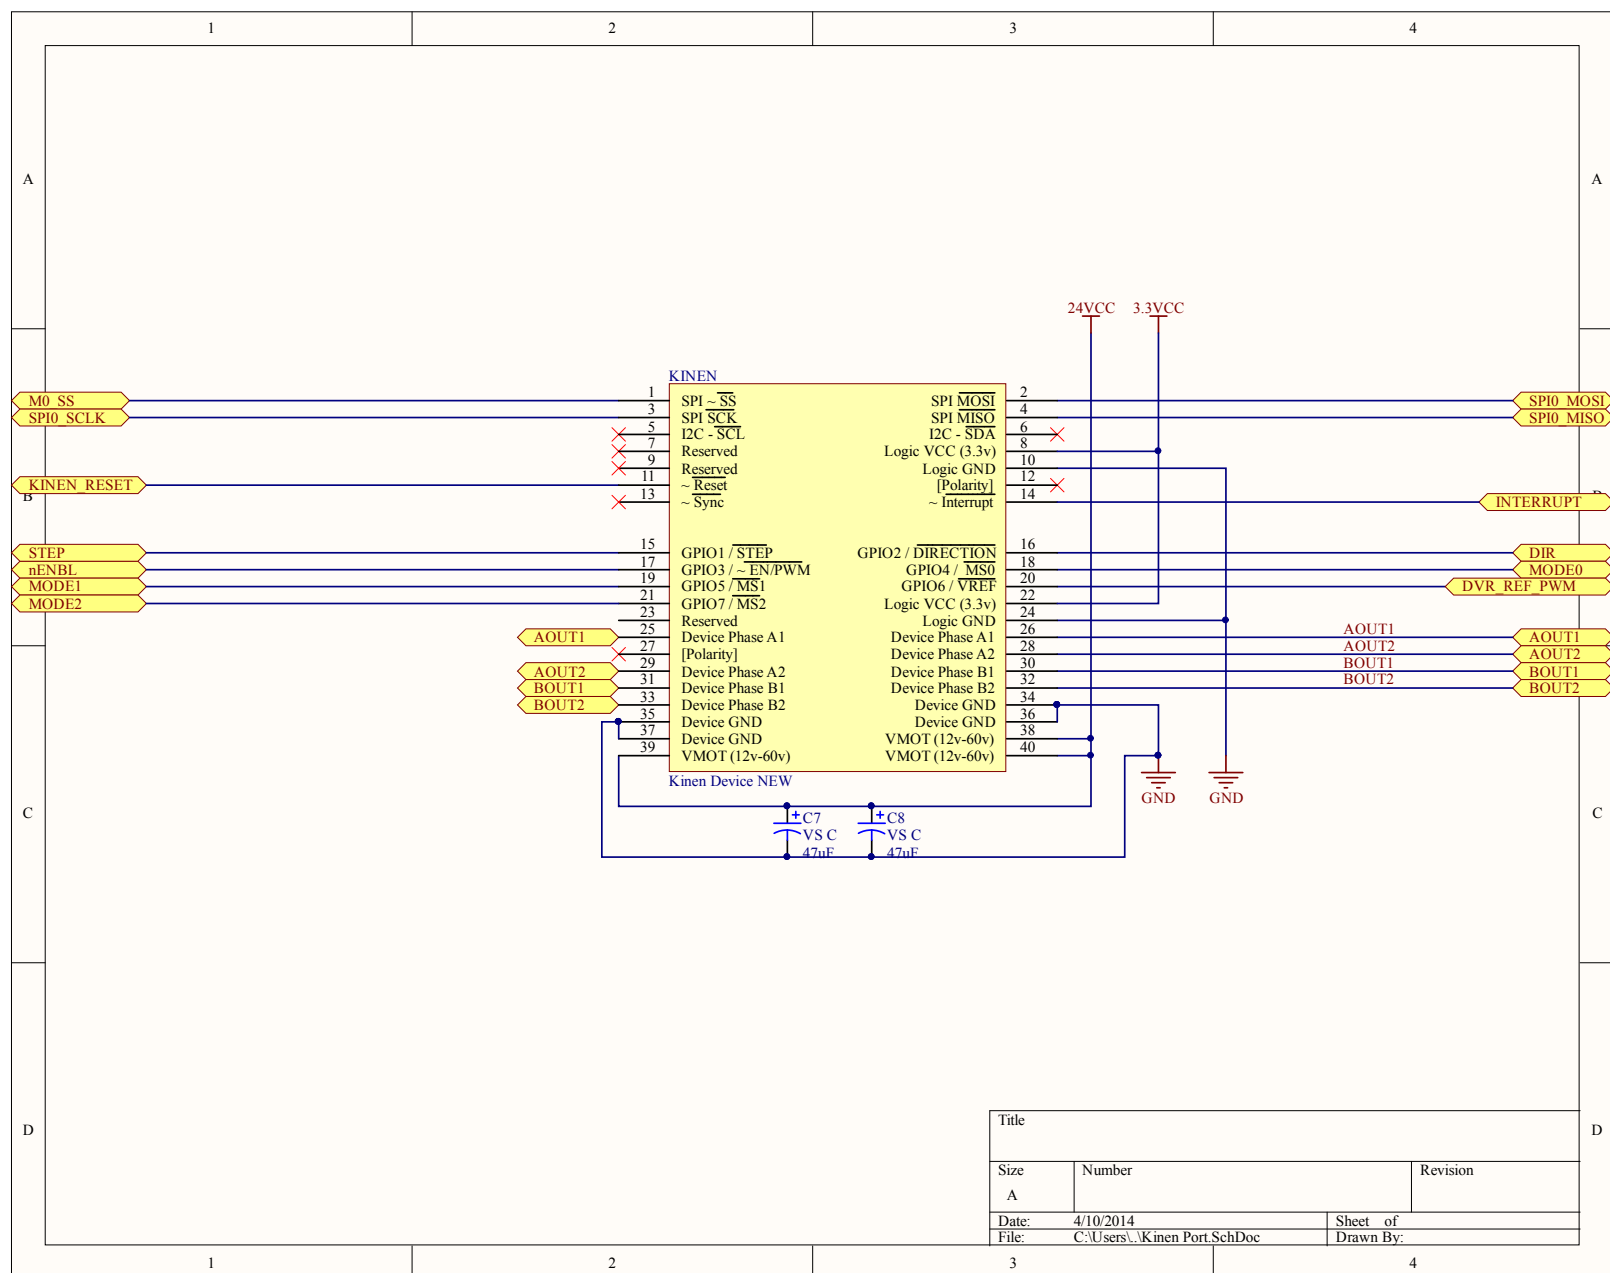 1 2 3 4
A A
24VCC 3.3VCC
KINEN
M0_SS 1 SPI ~ SS SPI MOSI 2 SPI0_MOSI
SPI0_SCLK 3 SPI SCK SPI MISO 4 SPI0_MISO
5 I2C - SCL I2C - SDA 6
7 Reserved Logic VCC (3.3v) 8
9 Reserved Logic GND 10
KINEN_RESET 11 ~ Reset [Polarity] 12
B 13 ~ Sync ~ Interrupt 14 INTERRUPT
STEP 15 GPIO1 / STEP GPIO2 / DIRECTION 16 DIR
nENBL 17 GPIO3 / ~ EN/PWM GPIO4 / MS0 18 MODE0
MODE1 19 GPIO5 / MS1 GPIO6 / VREF 20 DVR_REF_PWM
MODE2 21 GPIO7 / MS2 Logic VCC (3.3v) 22
23 Reserved Logic GND 24
AOUT1 25 Device Phase A1 Device Phase A1 26 AOUT1 AOUT1
27 [Polarity] Device Phase A2 28 AOUT2 AOUT2
AOUT2 29 Device Phase A2 Device Phase B1 30 BOUT1 BOUT1
BOUT1 31 Device Phase B1 Device Phase B2 32 BOUT2 BOUT2
BOUT2 33 Device Phase B2 Device GND 34
35 Device GND Device GND 36
37 Device GND VMOT (12v-60v) 38
39 VMOT (12v-60v) VMOT (12v-60v) 40
Kinen Device NEW
GND GND
C C
C7 C8
VS C VS C
47uF 47uF
D D
Title
Size Number Revision
A
Date: 4/10/2014 Sheet of
File: C:\Users\..\Kinen Port.SchDoc Drawn By:
1 2 3 4